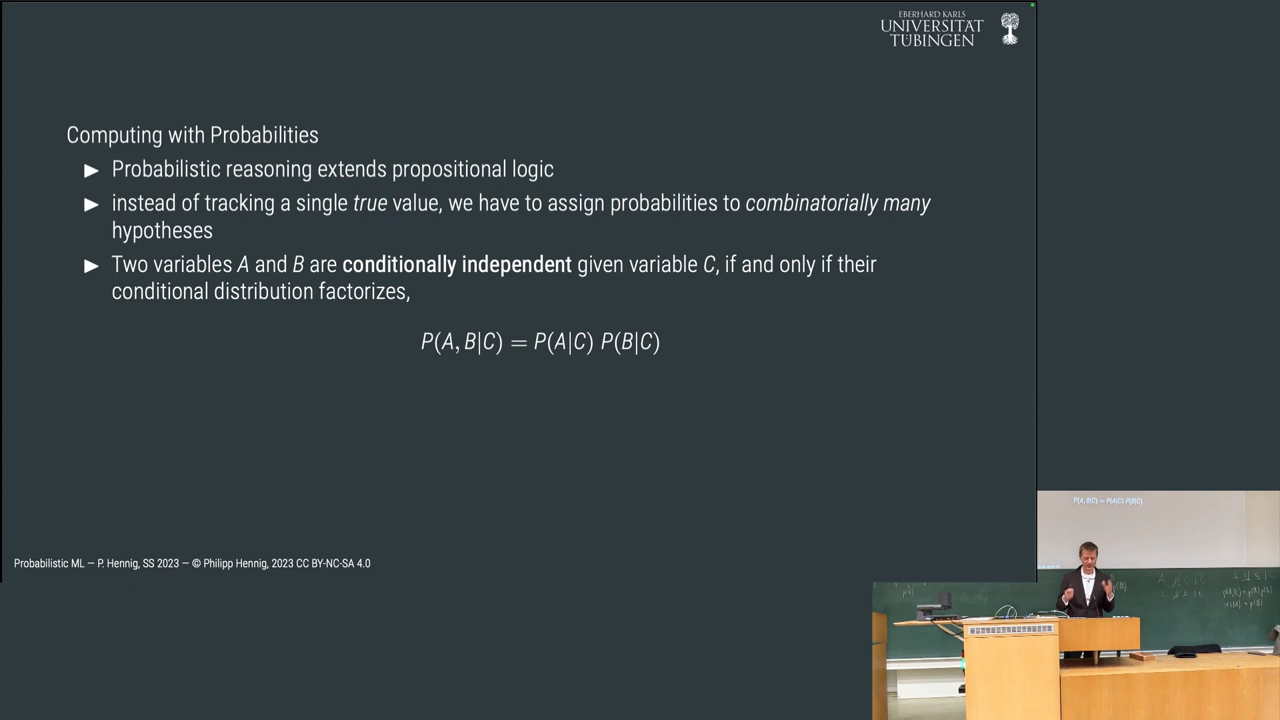 EBERHARD KARLS
UNIVERSITÄT
TÜBINGEN
Computing with Probabilities
▶ Probabilistic reasoning extends propositional logic
▶ instead of tracking a single true value, we have to assign probabilities to combinatorially many
hypotheses
▶ Two variables A and B are conditionally independent given variable C, if and only if their
conditional distribution factorizes,
P(A, B|C) = P(A|C) P(B|C)
Probabilistic ML — P. Hennig, SS 2023 — © Philipp Hennig, 2023 CC BY-NC-SA 4.0
P(A, B|C) = P(A|C) P(B|C)